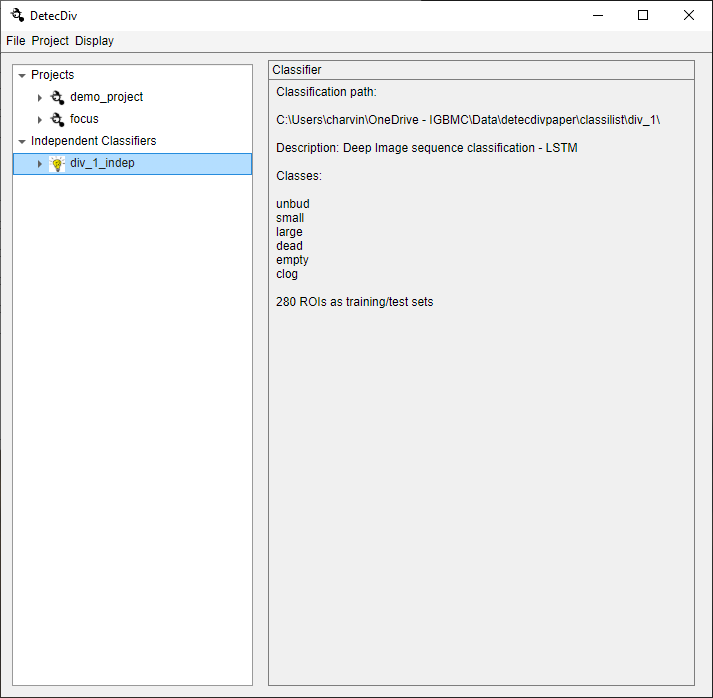 DetecDiv
File Project Display
Projects
demo_project
focus
Independent Classifiers
div_1_indep
Classifier
Classification path:
C:\Users\charvin\OneDrive - IGBMC\Data\detecdivpaper\classilist\div_1\
Description: Deep Image sequence classification - LSTM
Classes:
unbud
small
large
dead
empty
clog
280 ROIs as training/test sets